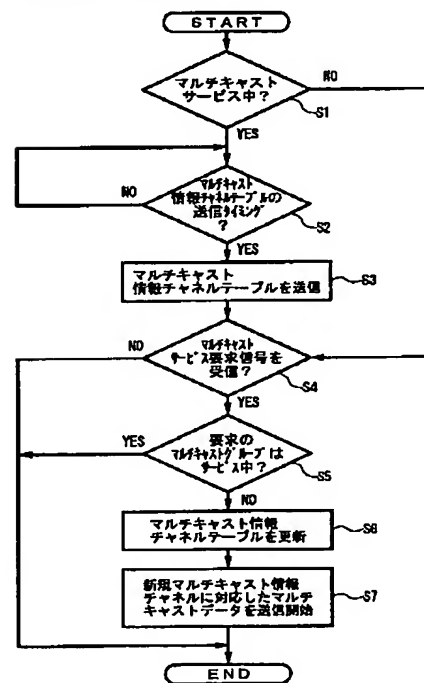 START
マルチキャスト
サービス中？
NO
S1
YES
マルチキャスト
情報チャネルテーブルの
送信タイミング
？
NO
S2
YES
マルチキャスト
情報チャネルテーブルを送信
S3
マルチキャスト
サービス要求信号を
受信？
NO
S4
YES
要求の
マルチキャストグループは
サービス中？
YES
S5
NO
マルチキャスト情報
チャネルテーブルを更新
S6
新規マルチキャスト情報
チャネルに対応したマルチ
キャストデータを送信開始
S7
END